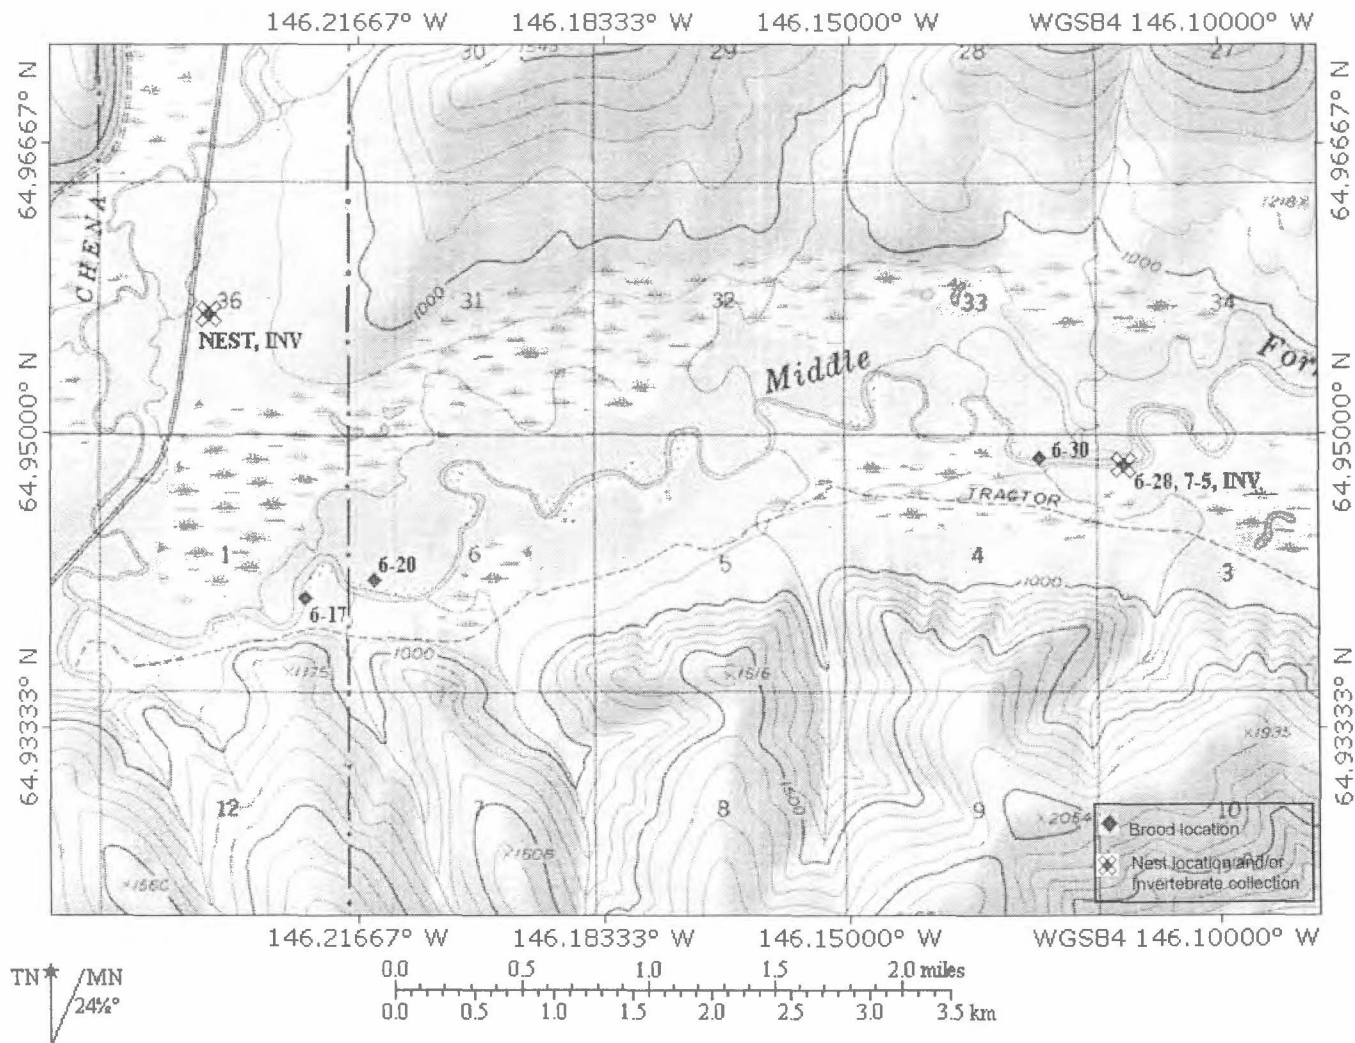 146.21667° W 146.18333° W 146.15000° W WGS84 146.10000° W
30 1545 29 28 27
64.96667° N 64.96667° N
CHENA
1000
36 31 32 33 34
NEST, INV
1000
Middle
64.95000° N 64.95000° N
6-30
6-28, 7-5, INV
TRACTOR
1 6 5 4 3
6-20
6-17
1000
1000
×1175 ×1516
64.93333° N 64.93333° N
×1935
12 7 8 9 10
1500
×2054
×1560 ×1508
Brood location
Nest location and/or
invertebrate collection
146.21667° W 146.18333° W 146.15000° W WGS84 146.10000° W
TN MN
24½°
0.0 0.5 1.0 1.5 2.0 miles
0.0 0.5 1.0 1.5 2.0 2.5 3.0 3.5 km